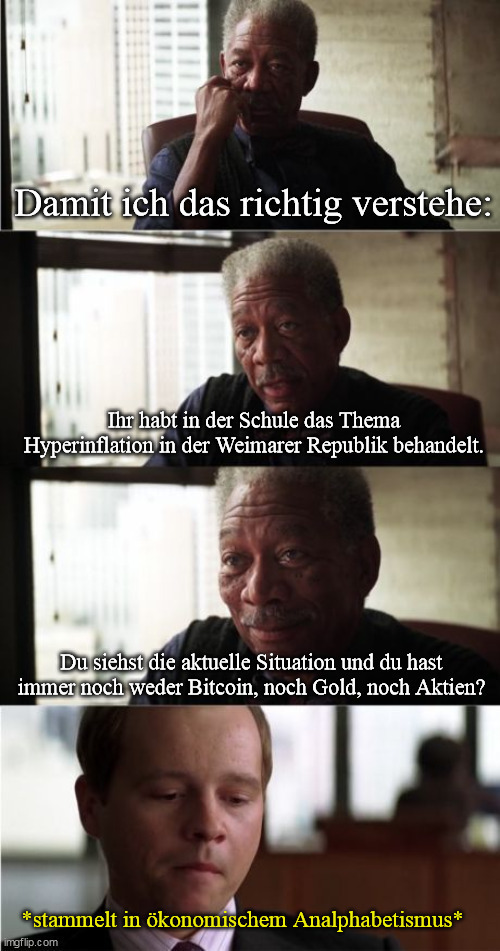 Damit ich das richtig verstehe:
Ihr habt in der Schule das Thema
Hyperinflation in der Weimarer Republik behandelt.
Du siehst die aktuelle Situation und du hast
immer noch weder Bitcoin, noch Gold, noch Aktien?
*stammelt in ökonomischem Analphabetismus*
imgflip.com